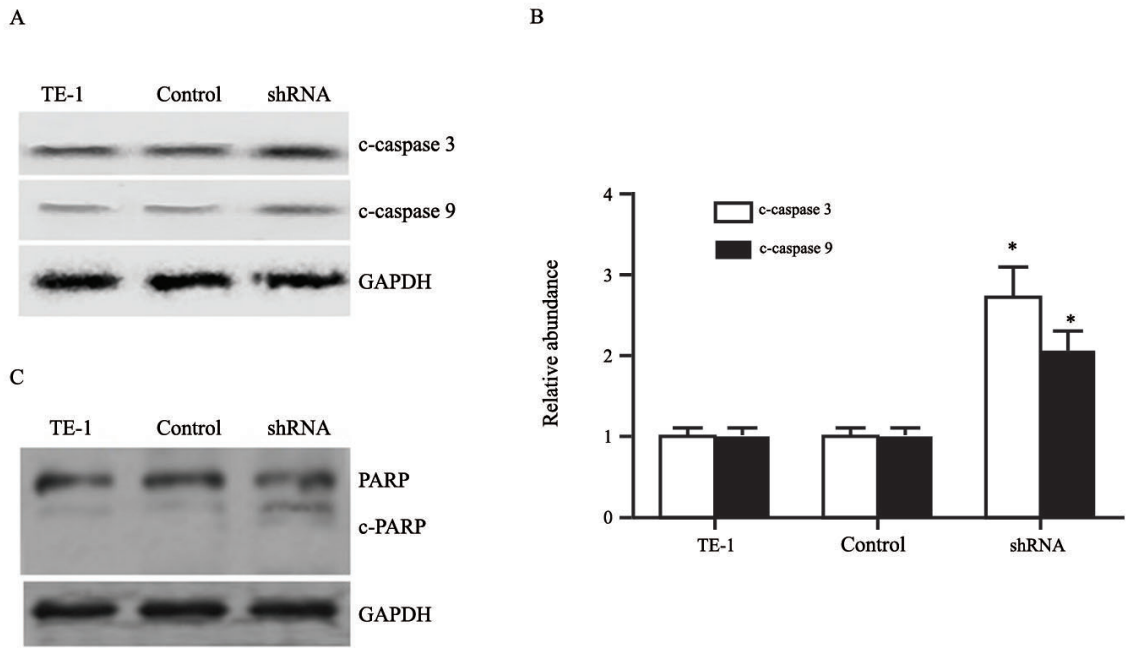 A
TE-1 Control shRNA
c-caspase 3
c-caspase 9
GAPDH
B
Relative abundance
4
3
2
1
0
c-caspase 3
c-caspase 9
*
*
TE-1 Control shRNA
C
TE-1 Control shRNA
PARP
c-PARP
GAPDH